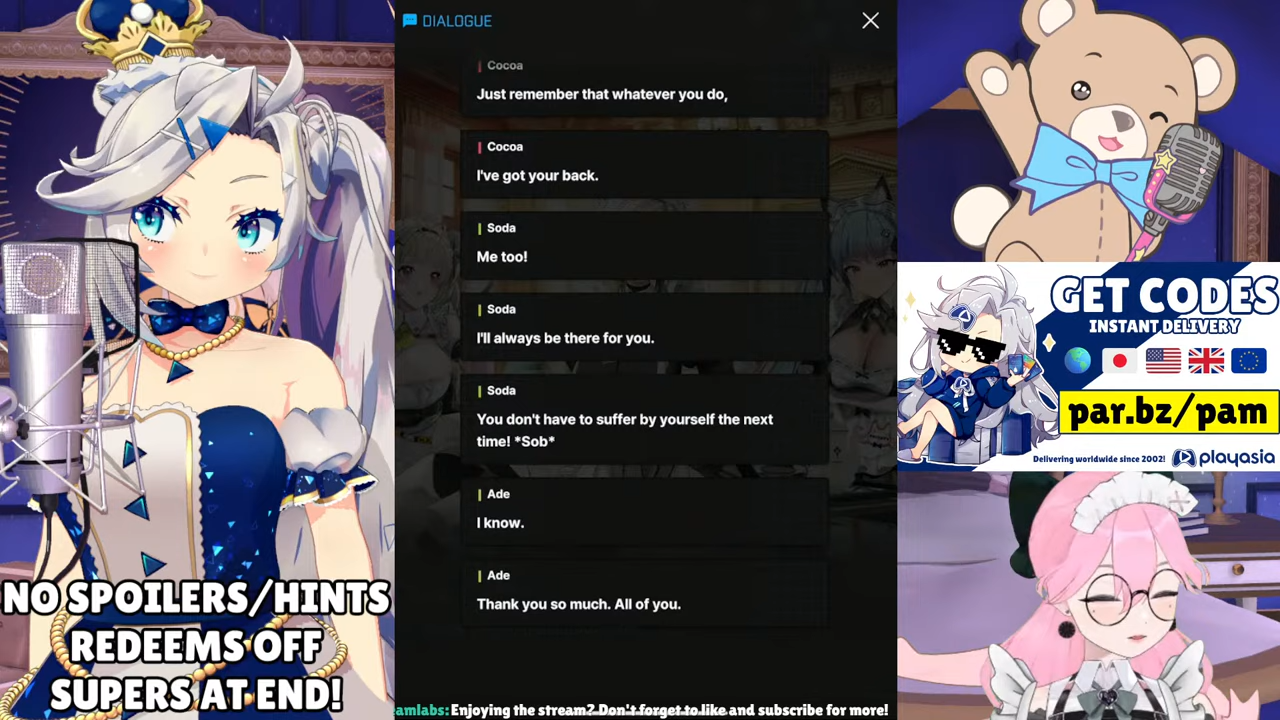 DIALOGUE
Cocoa
Just remember that whatever you do,
Cocoa
I've got your back.
Soda
Me too!
Soda
I'll always be there for you.
Soda
You don't have to suffer by yourself the next
time! *Sob*
Ade
I know.
Ade
Thank you so much. All of you.
NO SPOILERS/HINTS
REDEEMS OFF
SUPERS AT END!
GET CODES
INSTANT DELIVERY
par.bz/pam
Delivering worldwide since 2002! playasia
amlabs: Enjoying the stream? Don't forget to like and subscribe for more!